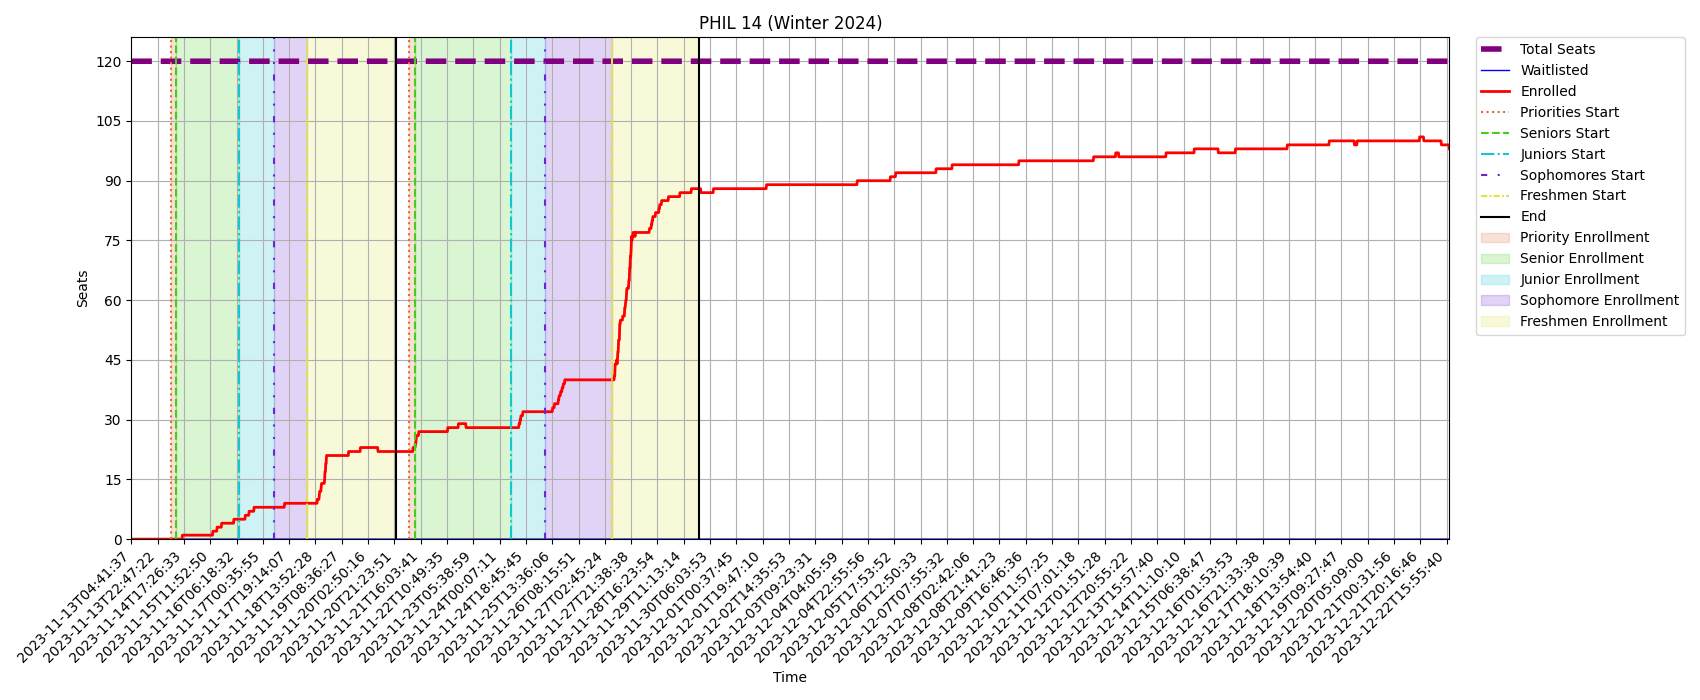 PHIL 14 (Winter 2024)
Total Seats
Waitlisted
Enrolled
Priorities Start
Seniors Start
Juniors Start
Sophomores Start
Freshmen Start
End
Priority Enrollment
Senior Enrollment
Junior Enrollment
Sophomore Enrollment
Freshmen Enrollment
Seats
120
105
90
75
60
45
30
15
0
2023-11-13T04:41:37
2023-11-13T22:47:22
2023-11-14T17:26:33
2023-11-15T11:52:50
2023-11-16T06:18:32
2023-11-17T00:35:55
2023-11-17T19:14:07
2023-11-18T13:52:28
2023-11-19T08:36:27
2023-11-20T02:50:16
2023-11-20T21:23:51
2023-11-21T16:03:41
2023-11-22T10:49:35
2023-11-23T05:38:59
2023-11-24T00:07:11
2023-11-24T18:45:45
2023-11-25T13:36:06
2023-11-26T08:15:51
2023-11-27T02:45:24
2023-11-27T21:38:38
2023-11-28T16:23:54
2023-11-29T11:13:14
2023-11-30T06:03:53
2023-12-01T00:37:45
2023-12-01T19:47:10
2023-12-02T14:35:53
2023-12-03T09:23:31
2023-12-04T04:05:59
2023-12-04T22:55:56
2023-12-05T17:53:52
2023-12-06T12:50:33
2023-12-07T07:55:32
2023-12-08T02:42:06
2023-12-08T21:41:23
2023-12-09T16:46:36
2023-12-10T11:57:25
2023-12-11T07:01:18
2023-12-12T01:51:28
2023-12-12T20:55:22
2023-12-13T15:57:40
2023-12-14T11:10:10
2023-12-15T06:38:47
2023-12-16T01:53:53
2023-12-16T21:33:38
2023-12-17T18:10:39
2023-12-18T13:54:40
2023-12-19T09:27:47
2023-12-20T05:09:00
2023-12-21T00:31:56
2023-12-21T20:16:46
2023-12-22T15:55:40
Time